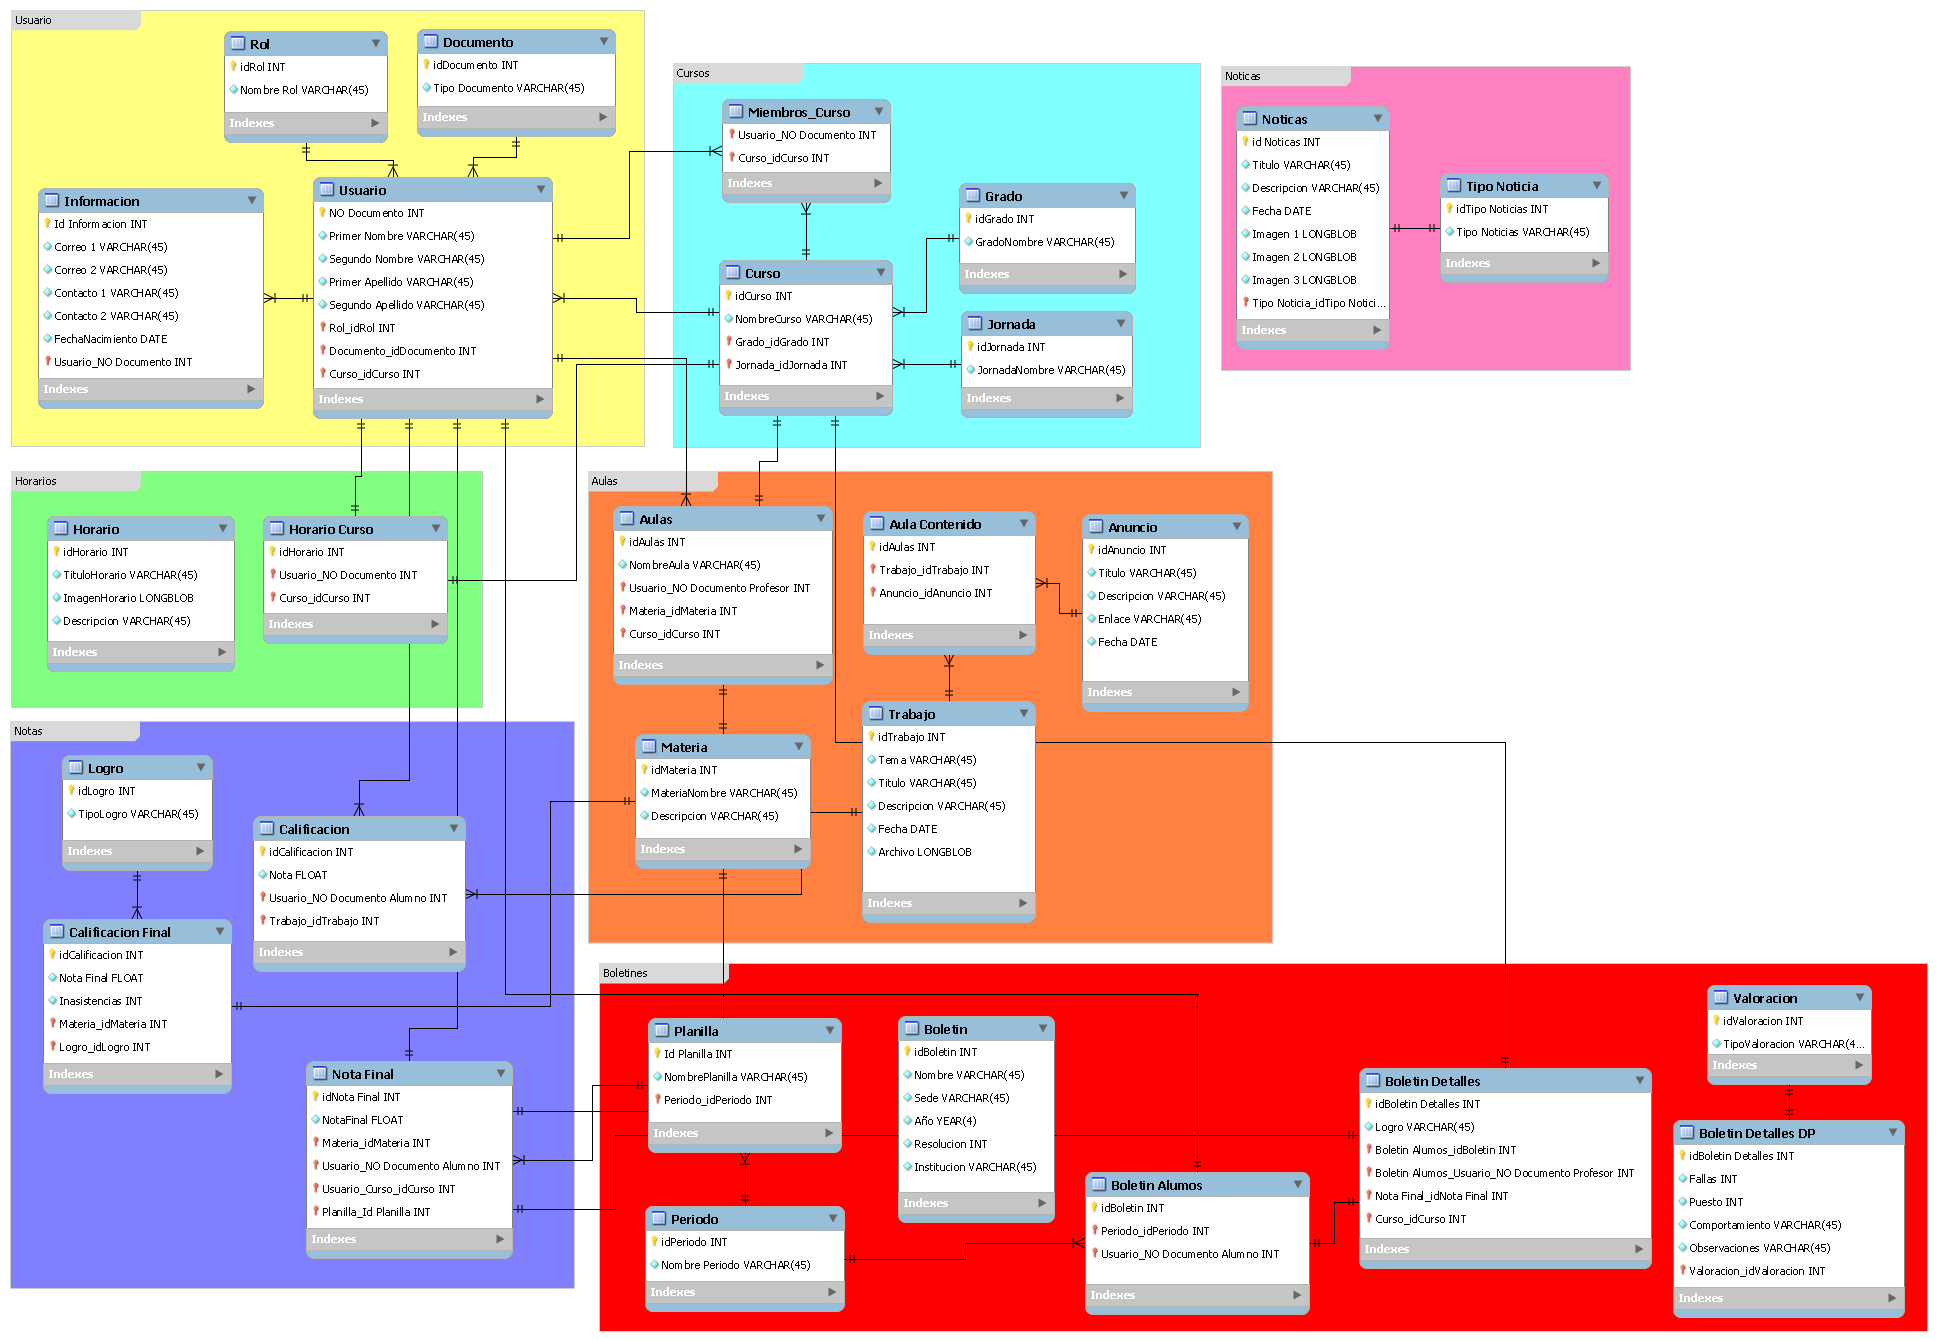 Usuario
Rol
idRol INT
Nombre Rol VARCHAR(45)
Indexes
Documento
idDocumento INT
Tipo Documento VARCHAR(45)
Indexes
Informacion
Id Informacion INT
Correo 1 VARCHAR(45)
Correo 2 VARCHAR(45)
Contacto 1 VARCHAR(45)
Contacto 2 VARCHAR(45)
FechaNacimiento DATE
Usuario_NO Documento INT
Indexes
Usuario
NO Documento INT
Primer Nombre VARCHAR(45)
Segundo Nombre VARCHAR(45)
Primer Apellido VARCHAR(45)
Segundo Apellido VARCHAR(45)
Rol_idRol INT
Documento_idDocumento INT
Curso_idCurso INT
Indexes
Cursos
Miembros_Curso
Usuario_NO Documento INT
Curso_idCurso INT
Indexes
Grado
idGrado INT
GradoNombre VARCHAR(45)
Indexes
Curso
idCurso INT
NombreCurso VARCHAR(45)
Grado_idGrado INT
Jornada_idJornada INT
Indexes
Jornada
idJornada INT
JornadaNombre VARCHAR(45)
Indexes
Noticas
Noticas
id Noticas INT
Titulo VARCHAR(45)
Descripcion VARCHAR(45)
Fecha DATE
Imagen 1 LONGBLOB
Imagen 2 LONGBLOB
Imagen 3 LONGBLOB
Tipo Noticia_idTipo Notici...
Indexes
Tipo Noticia
idTipo Noticias INT
Tipo Noticias VARCHAR(45)
Indexes
Horarios
Horario
idHorario INT
TituloHorario VARCHAR(45)
ImagenHorario LONGBLOB
Descripcion VARCHAR(45)
Indexes
Horario Curso
idHorario INT
Usuario_NO Documento INT
Curso_idCurso INT
Indexes
Aulas
Aulas
idAulas INT
NombreAula VARCHAR(45)
Usuario_NO Documento Profesor INT
Materia_idMateria INT
Curso_idCurso INT
Indexes
Aula Contenido
idAulas INT
Trabajo_idTrabajo INT
Anuncio_idAnuncio INT
Indexes
Anuncio
idAnuncio INT
Titulo VARCHAR(45)
Descripcion VARCHAR(45)
Enlace VARCHAR(45)
Fecha DATE
Indexes
Materia
idMateria INT
MateriaNombre VARCHAR(45)
Descripcion VARCHAR(45)
Indexes
Trabajo
idTrabajo INT
Tema VARCHAR(45)
Titulo VARCHAR(45)
Descripcion VARCHAR(45)
Fecha DATE
Archivo LONGBLOB
Indexes
Notas
Logro
idLogro INT
TipoLogro VARCHAR(45)
Indexes
Calificacion
idCalificacion INT
Nota FLOAT
Usuario_NO Documento Alumno INT
Trabajo_idTrabajo INT
Indexes
Calificacion Final
idCalificacion INT
Nota Final FLOAT
Inasistencias INT
Materia_idMateria INT
Logro_idLogro INT
Indexes
Nota Final
idNota Final INT
NotaFinal FLOAT
Materia_idMateria INT
Usuario_NO Documento Alumno INT
Usuario_Curso_idCurso INT
Planilla_Id Planilla INT
Indexes
Boletines
Planilla
Id Planilla INT
NombrePlanilla VARCHAR(45)
Periodo_idPeriodo INT
Indexes
Periodo
idPeriodo INT
Nombre Periodo VARCHAR(45)
Indexes
Boletin
idBoletin INT
Nombre VARCHAR(45)
Sede VARCHAR(45)
Año YEAR(4)
Resolucion INT
Institucion VARCHAR(45)
Indexes
Boletin Alumos
idBoletin INT
Periodo_idPeriodo INT
Usuario_NO Documento Alumno INT
Indexes
Boletin Detalles
idBoletin Detalles INT
Logro VARCHAR(45)
Boletin Alumos_idBoletin INT
Boletin Alumos_Usuario_NO Documento Profesor INT
Nota Final_idNota Final INT
Curso_idCurso INT
Indexes
Valoracion
idValoracion INT
TipoValoracion VARCHAR(4...
Indexes
Boletin Detalles DP
idBoletin Detalles INT
Fallas INT
Puesto INT
Comportamiento VARCHAR(45)
Observaciones VARCHAR(45)
Valoracion_idValoracion INT
Indexes